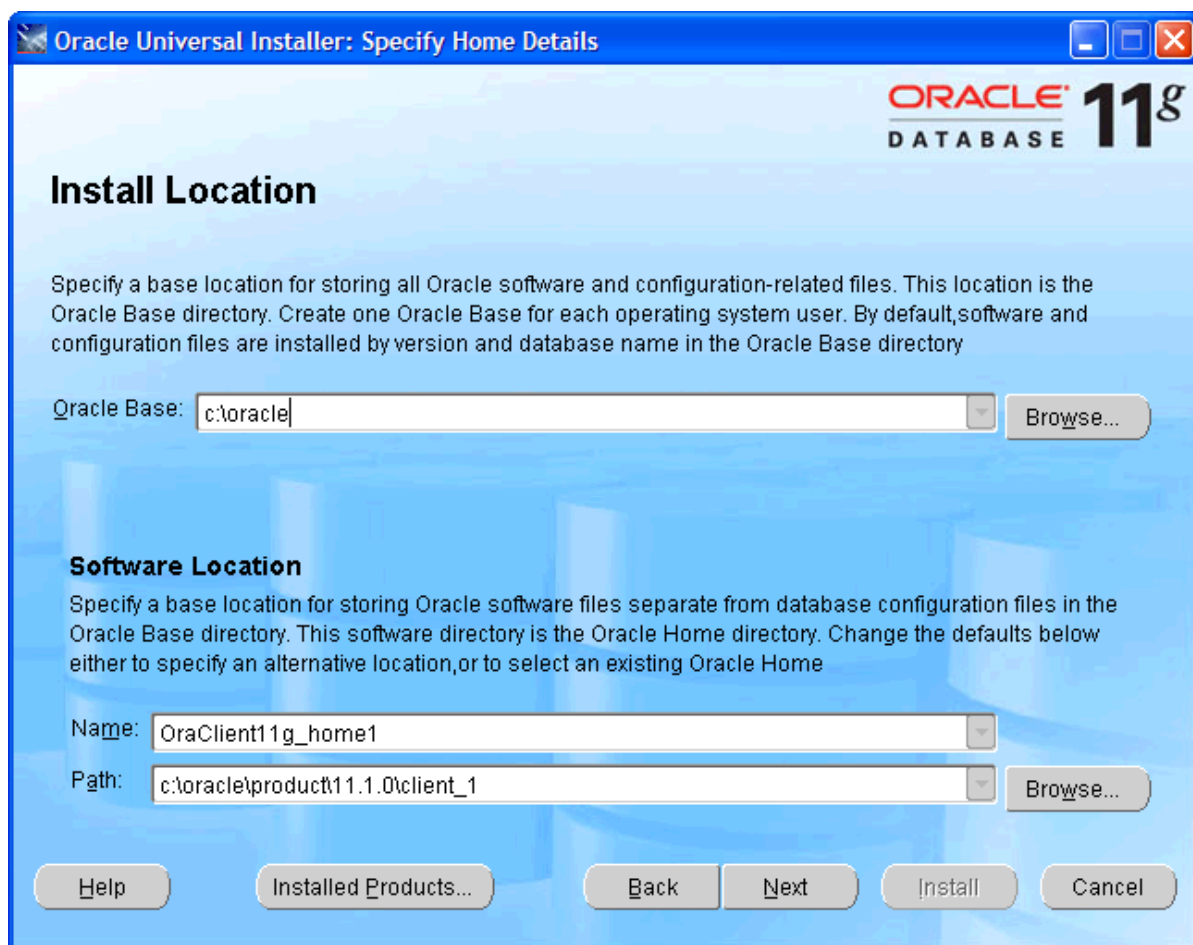 Oracle Universal Installer: Specify Home Details
ORACLE
DATABASE
11g
Install Location
Specify a base location for storing all Oracle software and configuration-related files. This location is the
Oracle Base directory. Create one Oracle Base for each operating system user. By default,software and
configuration files are installed by version and database name in the Oracle Base directory
Oracle Base: c:\oracle Browse...
Software Location
Specify a base location for storing Oracle software files separate from database configuration files in the
Oracle Base directory. This software directory is the Oracle Home directory. Change the defaults below
either to specify an alternative location,or to select an existing Oracle Home
Name: OraClient11g_home1
Path: c:\oracle\product\11.1.0\client_1 Browse...
Help Installed Products... Back Next Install Cancel